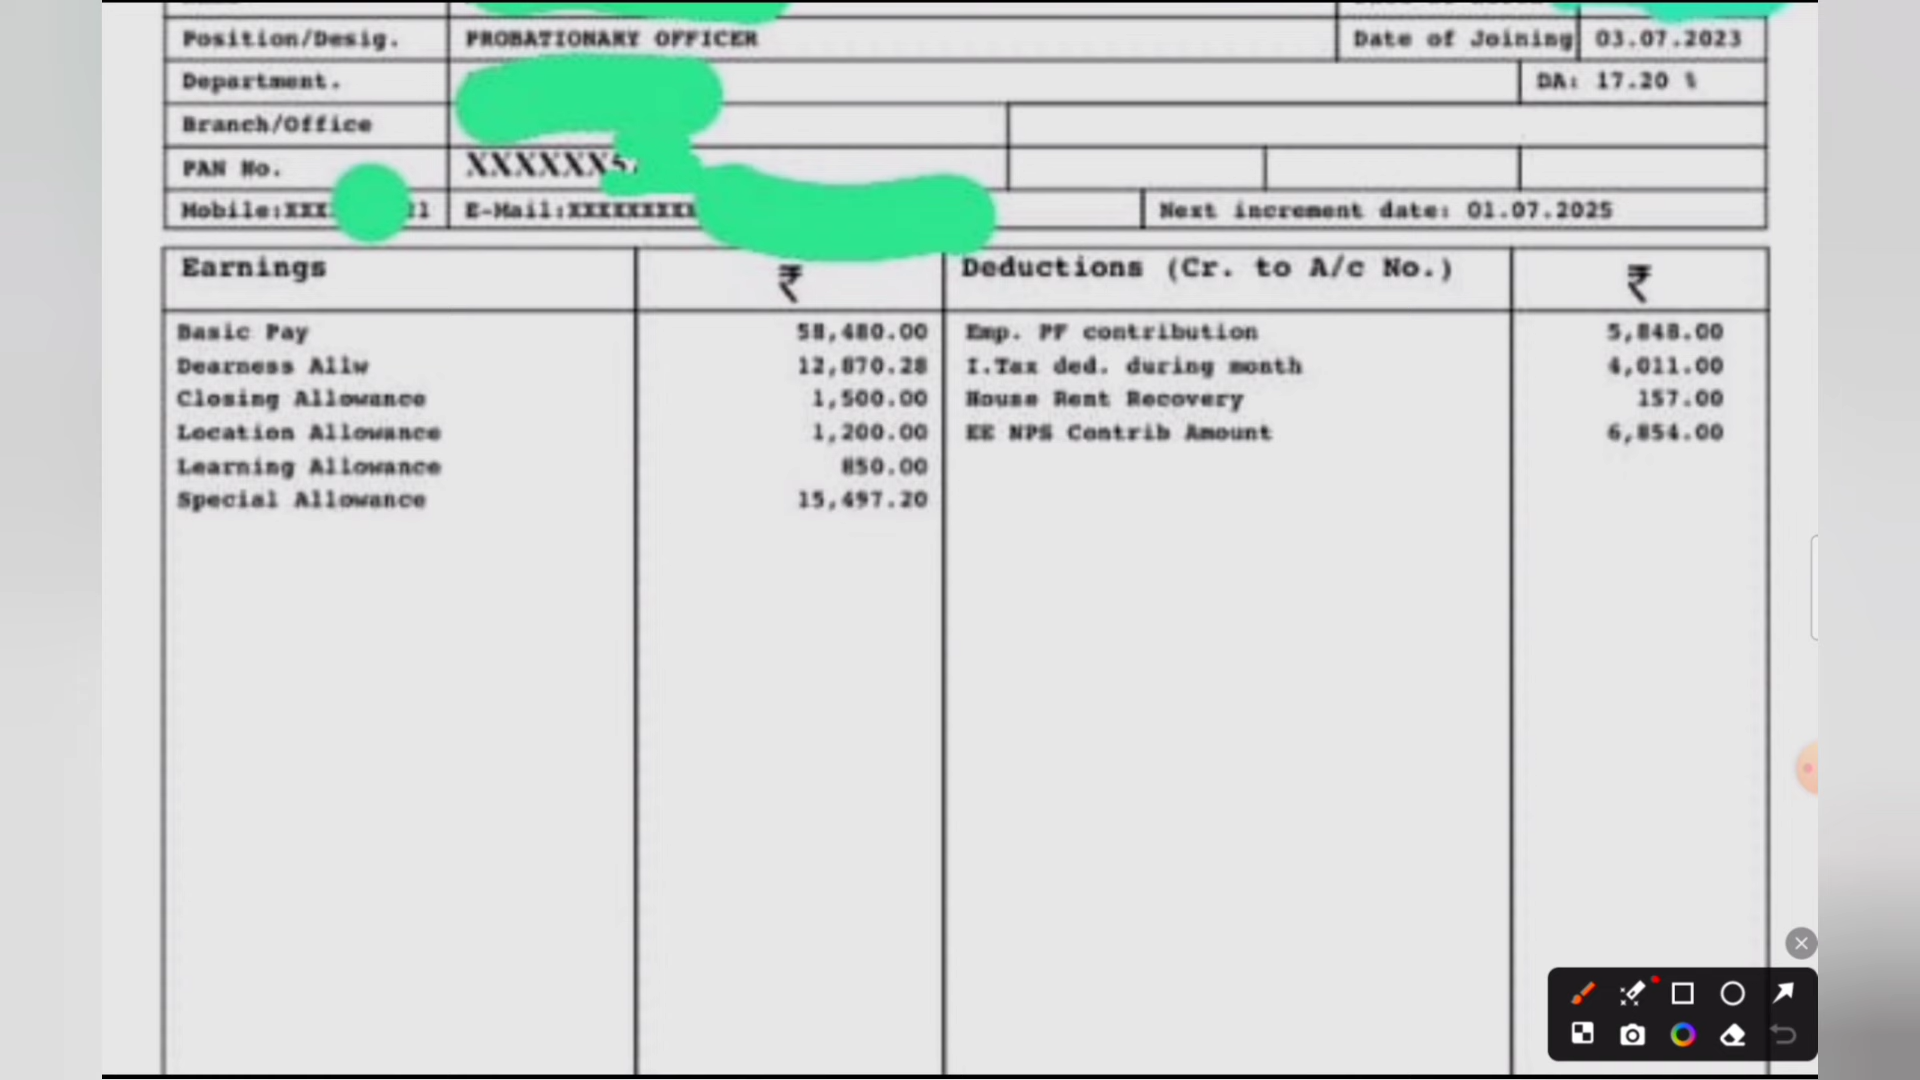 Position/Desig. PROBATIONARY OFFICER Date of Joining 03.07.2023
Department. DA: 17.20 %
Branch/Office
PAN No. XXXXXX5
Mobile:XXX 1 E-Mail:XXXXXXXXX Next increment date: 01.07.2025
Earnings ₹ Deductions (Cr. to A/c No.) ₹
Basic Pay 58,480.00 Emp. PF contribution 5,848.00
Dearness Allw 12,870.28 I.Tax ded. during month 4,011.00
Closing Allowance 1,500.00 House Rent Recovery 157.00
Location Allowance 1,200.00 EE NPS Contrib Amount 6,854.00
Learning Allowance 850.00
Special Allowance 15,497.20